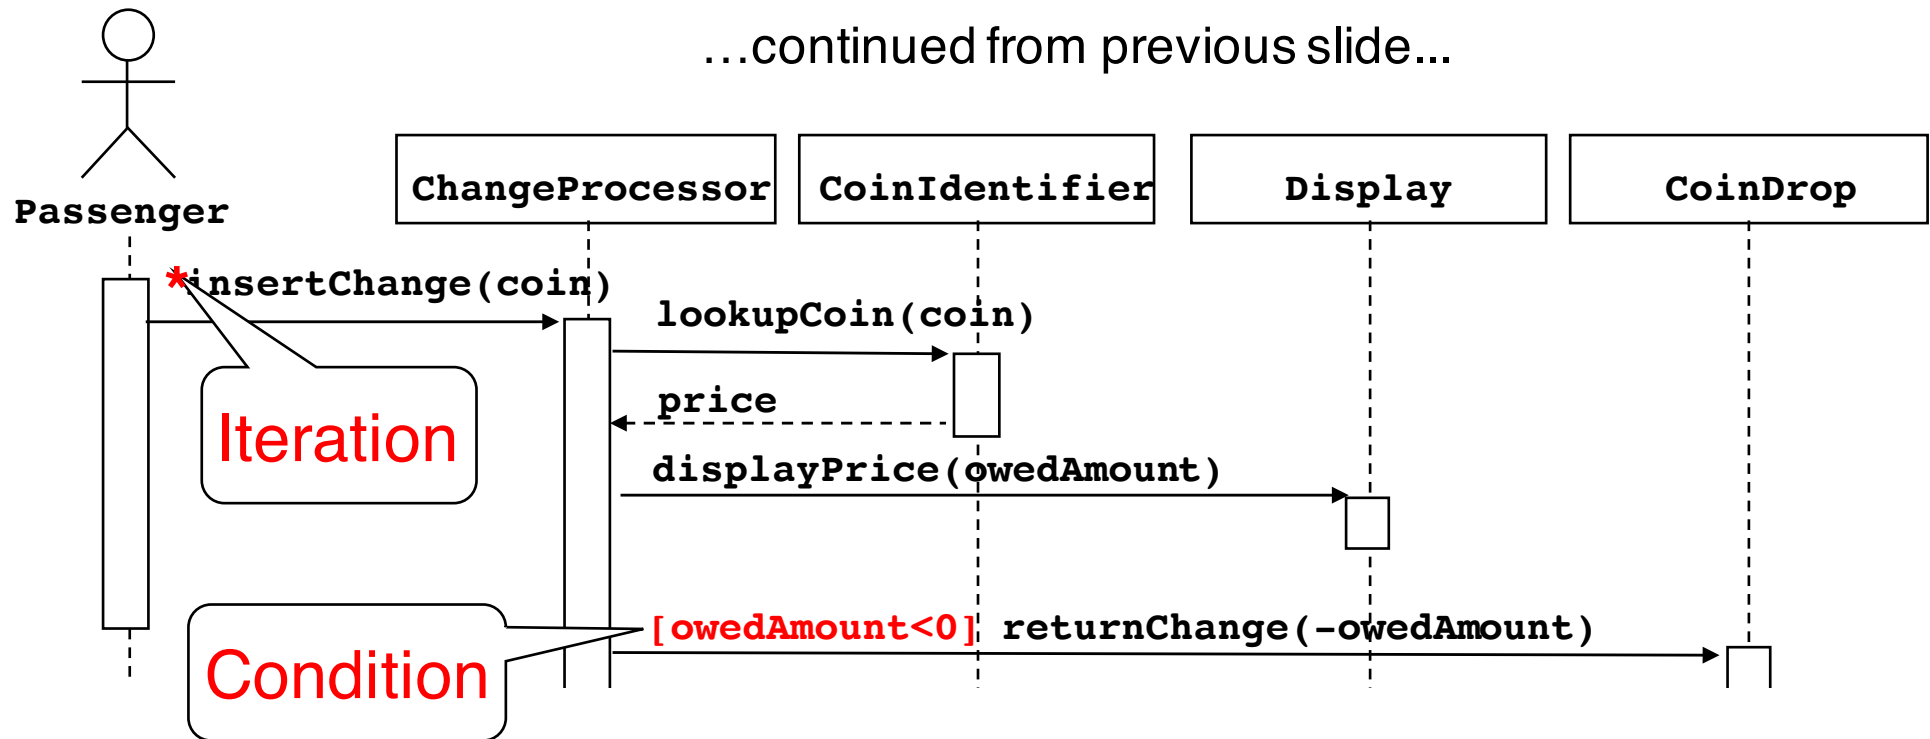 …continued from previous slide...
Passenger
ChangeProcessor
CoinIdentifier
Display
CoinDrop
*insertChange(coin)
lookupCoin(coin)
price
Iteration
displayPrice(owedAmount)
[owedAmount<0] returnChange(-owedAmount)
Condition